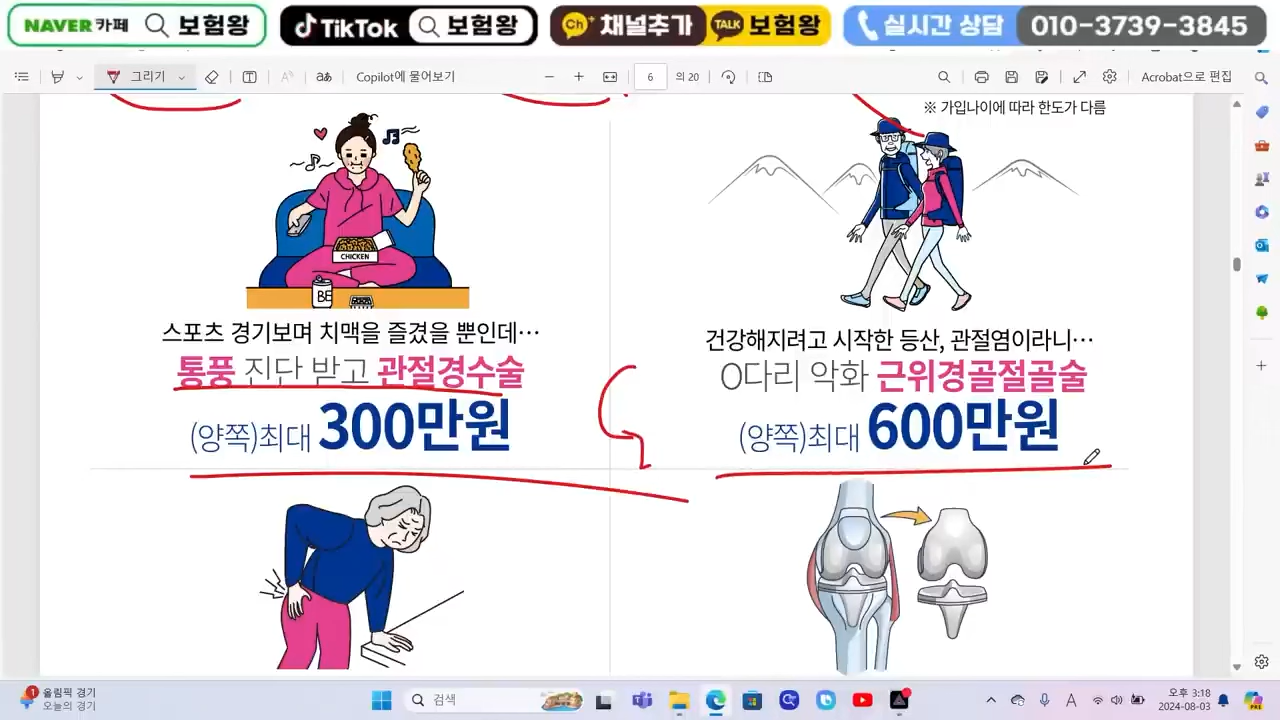 NAVER 카페 보험왕
TikTok 보험왕
Ch+ 채널추가 TALK 보험왕
실시간 상담 010-3739-3845
그리기
가あ
Copilot에 물어보기
6 의 20
Acrobat으로 편집
※ 가입나이에 따라 한도가 다름
CHICKEN
BE
스포츠 경기보며 치맥을 즐겼을 뿐인데…
통풍 진단 받고 관절경수술
(양쪽)최대 300만원
건강해지려고 시작한 등산, 관절염이라니…
O다리 악화 근위경골절골술
(양쪽)최대 600만원
1
올림픽 경기
오늘의 경기
검색
A
오후 3:18
2024-08-03